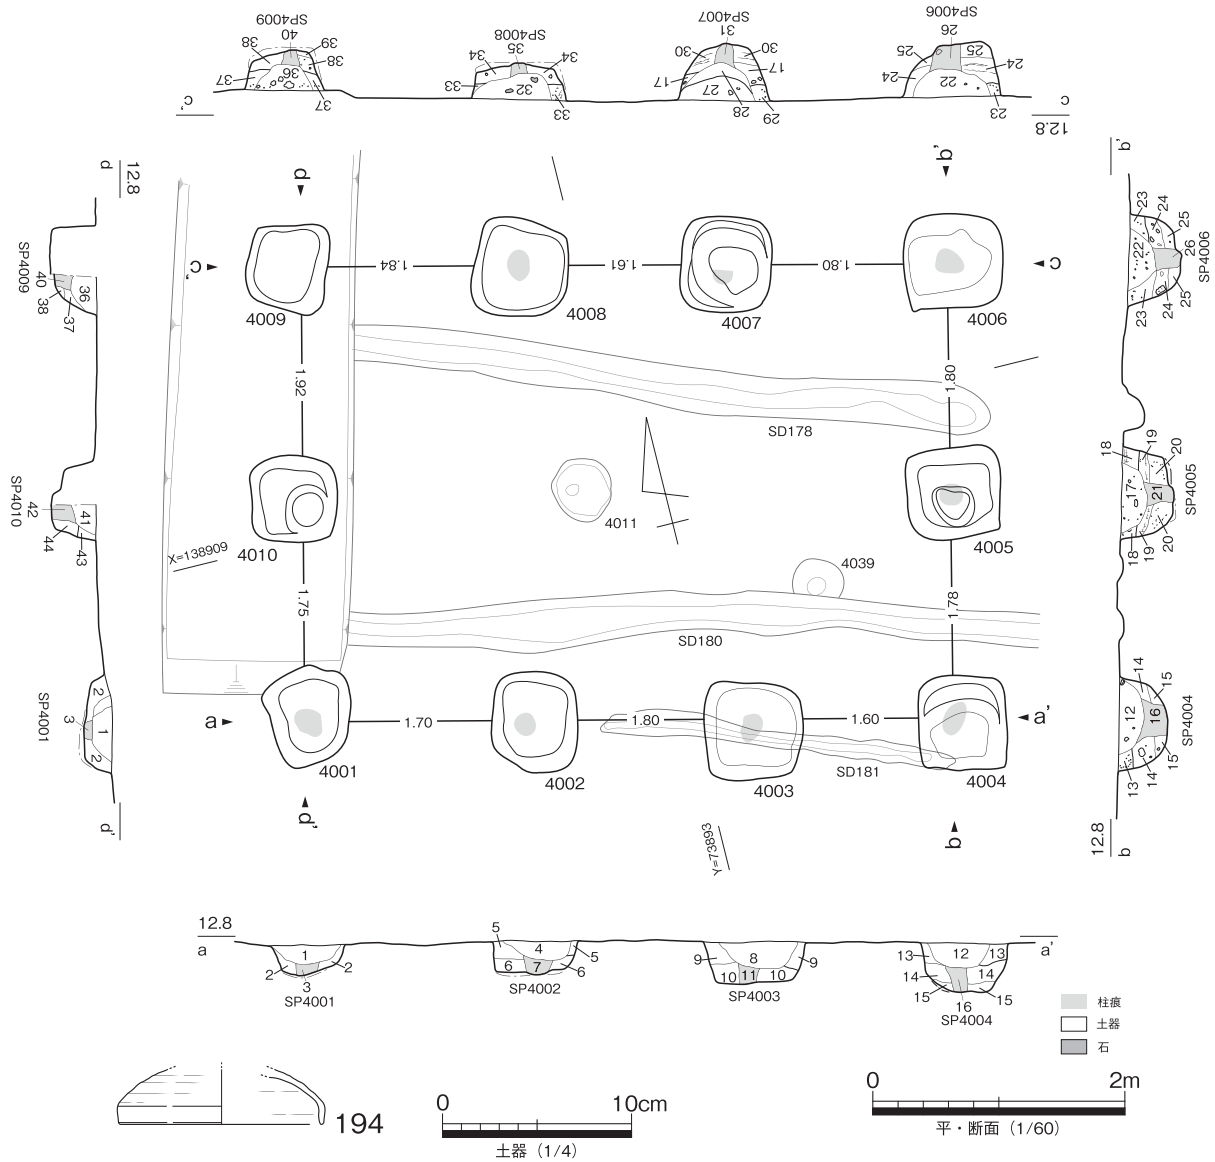 SP4009
40
38
39
38
36
37
37
SP4008
35
34
34
33
32
33
SP4007
31
30
30
17
17
27
28
29
SP4006
26
25
25
24
24
22
23
c'
c
12.8
d
12.8
SP4009
40
38
37
36
SP4010
42
44
43
41
SP4001
3
2
1
2
d'
d
b'
c'
c
1.84
1.61
1.80
4009
4008
4007
4006
1.92
1.80
SD178
4011
4010
4005
X=138909
4039
1.75
1.78
SD180
a
a'
1.70
1.80
1.60
4001
4002
4003
SD181
4004
d'
b
Y=73893
b'
23
24
25
22
26
SP4006
23
24
25
18
19
20
17
21
SP4005
18
19
20
14
15
12
16
SP4004
13
14
15
12.8
b
12.8
a
a'
1
2
2
3
SP4001
5
4
5
6
7
6
SP4002
9
8
9
10
11
10
SP4003
13
12
13
14
14
15
15
16
SP4004
柱痕
土器
石
194
0
10cm
土器（1/4）
0
2m
平・断面（1/60）